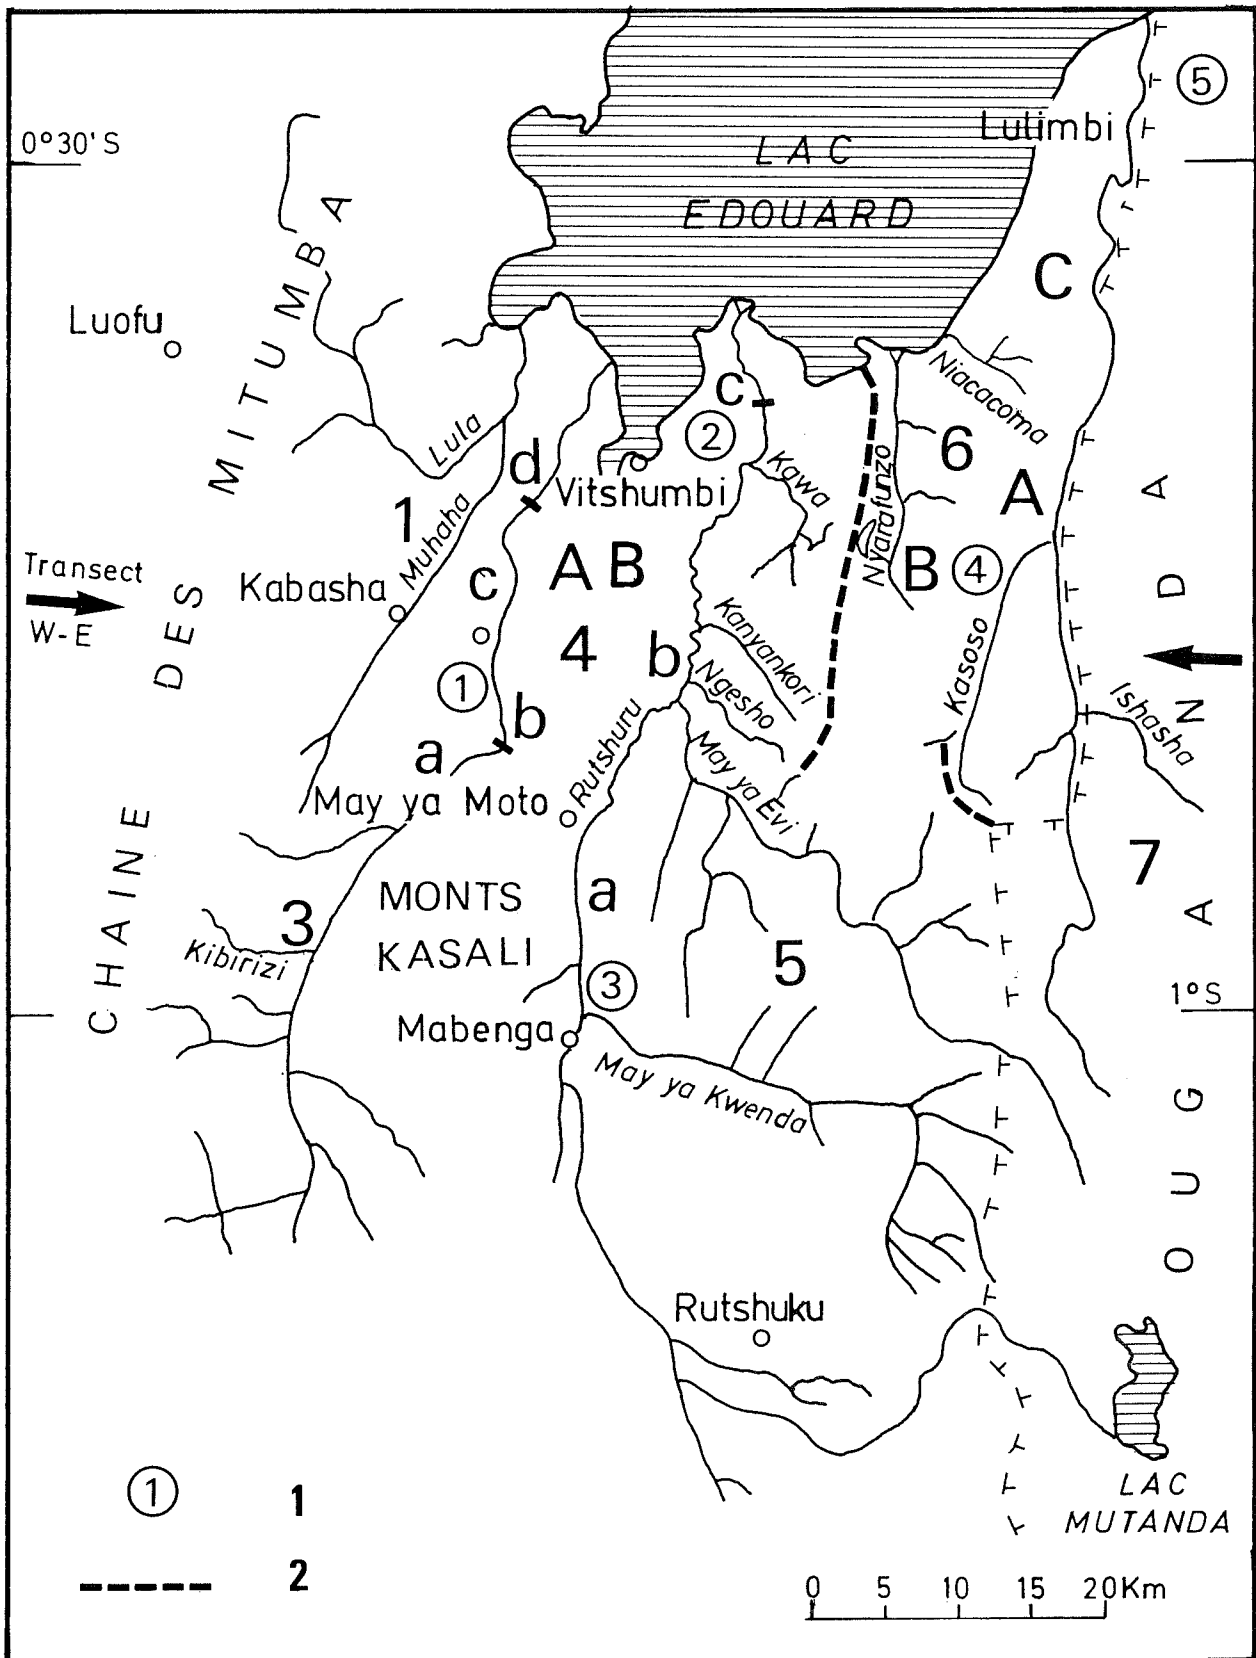 5
Lulimbi
0°30'S
LAC
EDOUARD
C
Luofu
CHAINE DES MITUMBA
Niacacoma
c
2
Lula
6
Kawa
d
Vitshumbi
A
1
Muhaha
Nyarafunzo
Transect
W-E
Kabasha
c
A B
B
4
4
b
Kanyankori
Ngesho
Kasoso
Ishasha
1
b
a
Rutshuru
May ya Evi
May ya Moto
OUGANDA
7
MONTS
KASALI
a
3
Kibirizi
5
3
1°S
Mabenga
May ya Kwenda
Rutshuku
LAC
MUTANDA
1 1
2
0 5 10 15 20Km